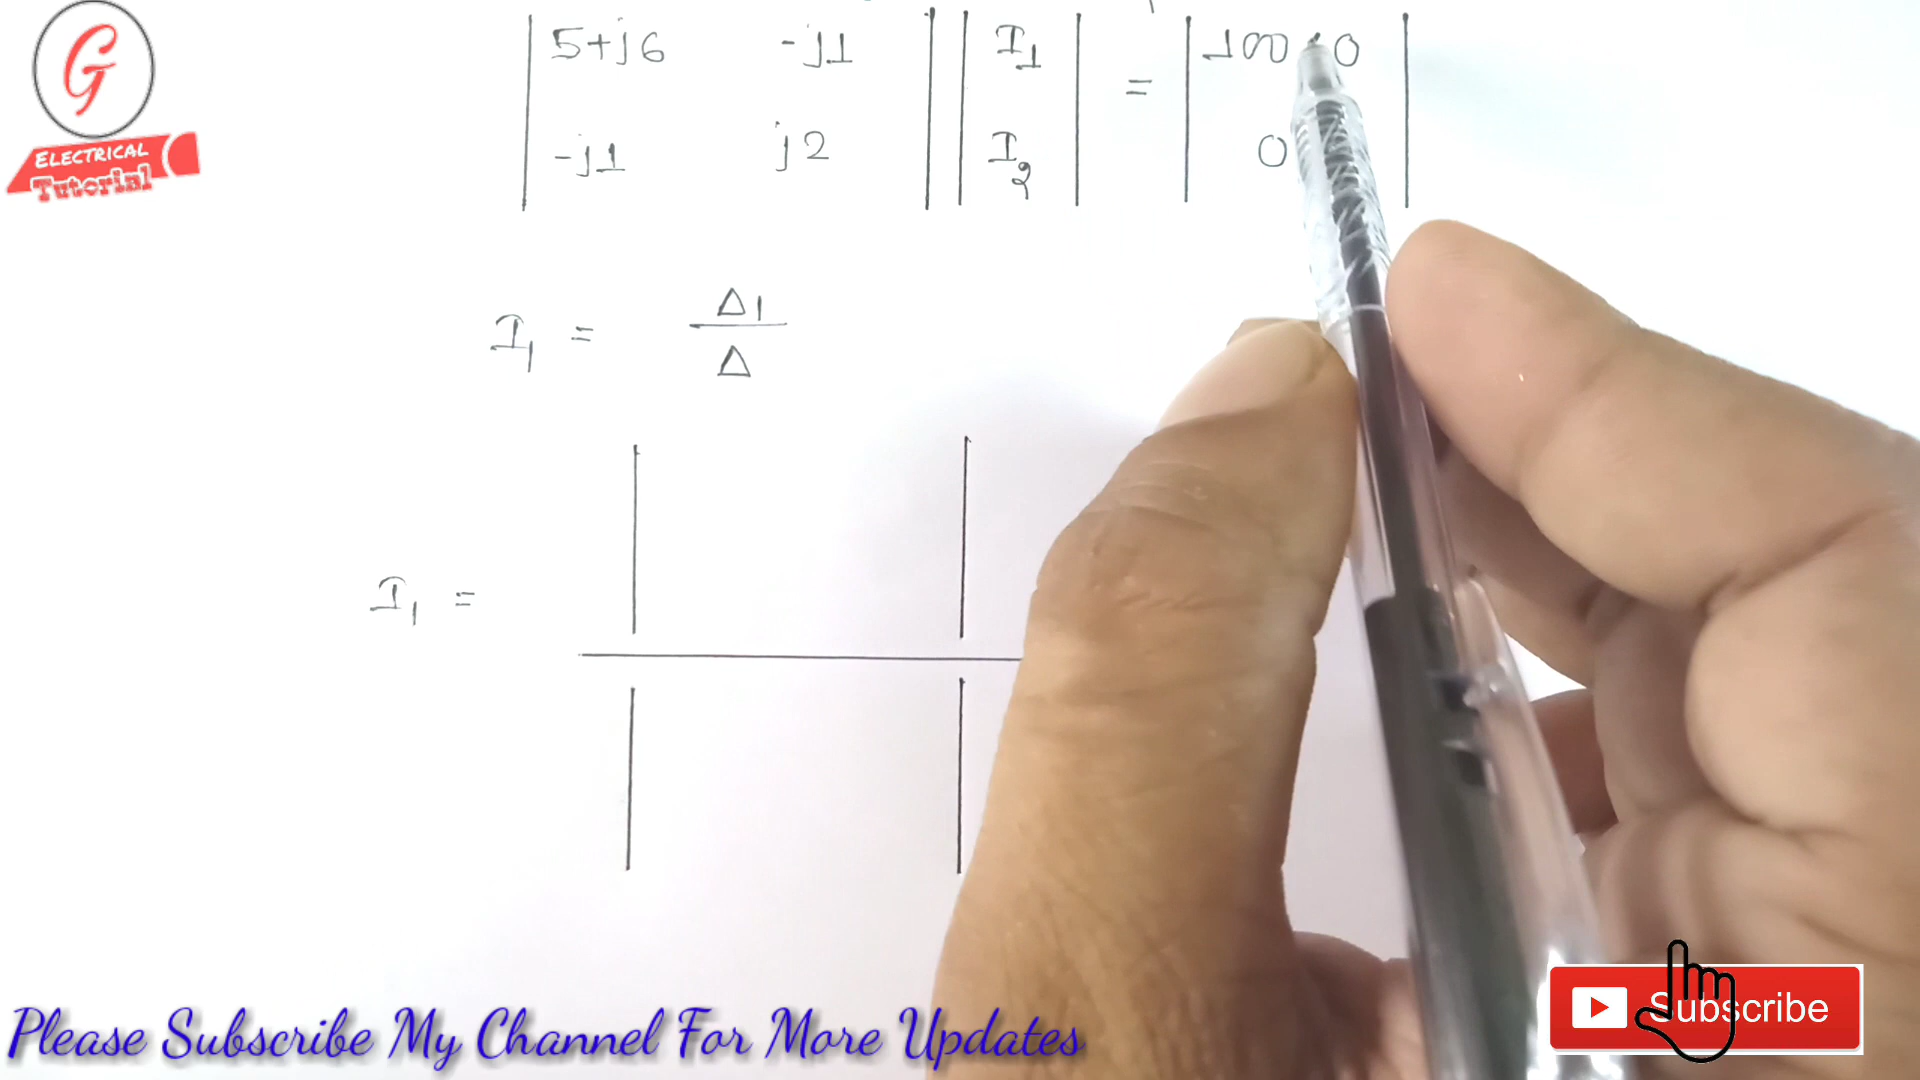 G
ELECTRICAL
Tutorial
5+j6 -j1 I1 = 100 0
-j1 j2 I2 0
I1 = Δ1
Δ
I1 =
Please Subscribe My Channel For More Updates
Subscribe